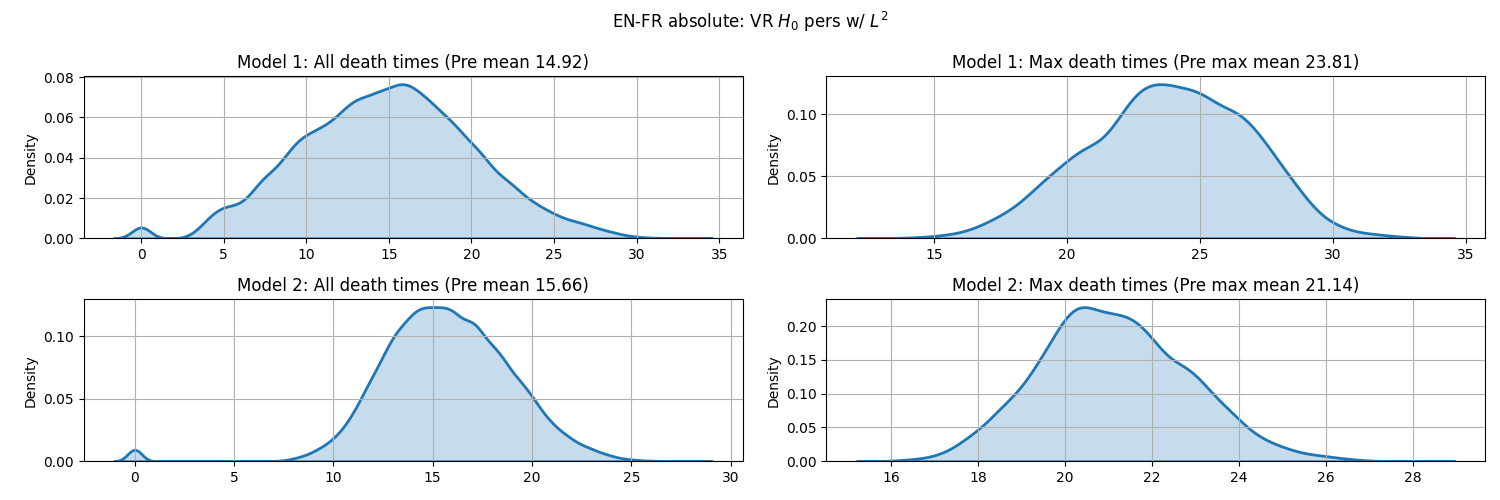 EN-FR absolute: VR H₀ pers w/ L²
Model 1: All death times (Pre mean 14.92)
Density
0.08
0.06
0.04
0.02
0.00
0 5 10 15 20 25 30 35
Model 1: Max death times (Pre max mean 23.81)
Density
0.10
0.05
0.00
15 20 25 30 35
Model 2: All death times (Pre mean 15.66)
Density
0.10
0.05
0.00
0 5 10 15 20 25 30
Model 2: Max death times (Pre max mean 21.14)
Density
0.20
0.15
0.10
0.05
0.00
16 18 20 22 24 26 28